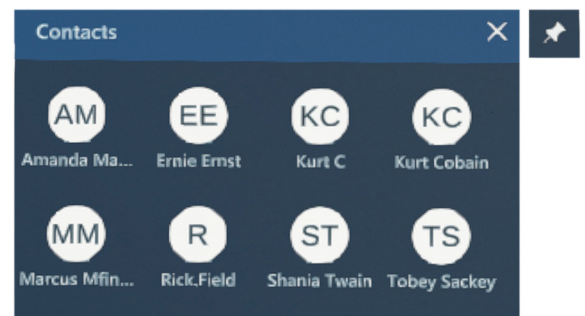 Contacts
AM EE KC KC
Amanda Ma... Ernie Ernst Kurt C Kurt Cobain
MM R ST TS
Marcus Mfin... Rick.Field Shania Twain Tobey Sackey